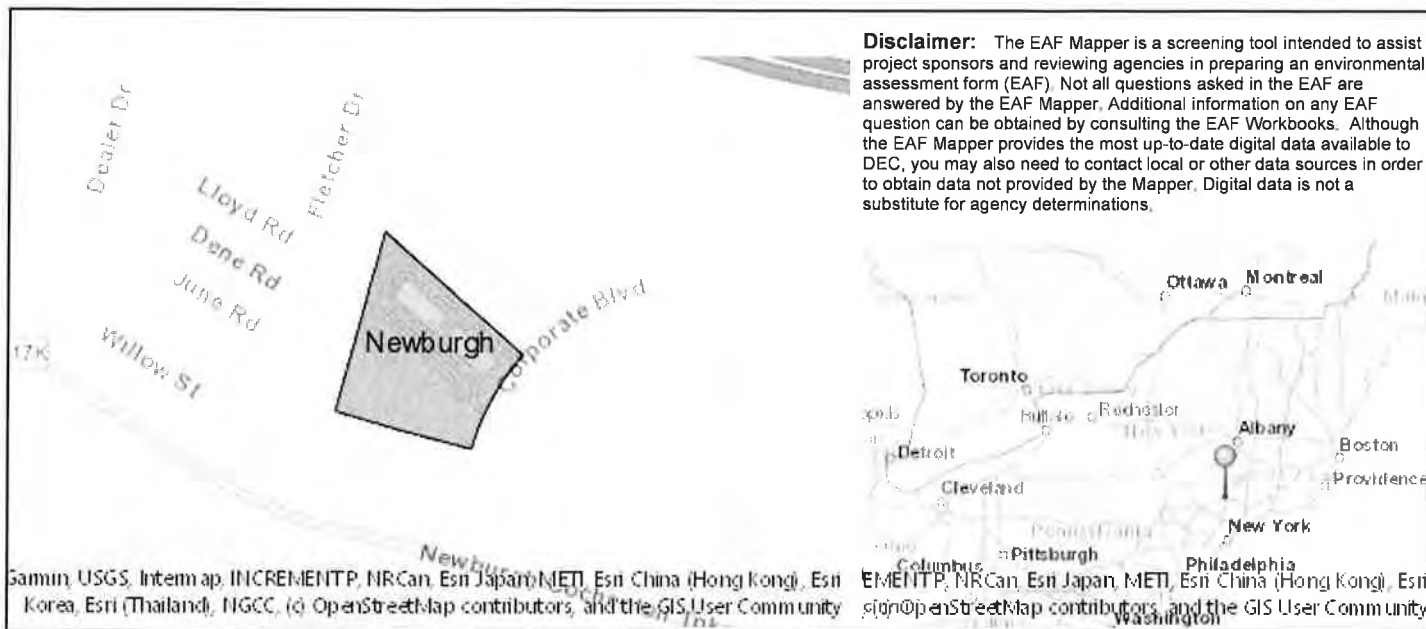 Disclaimer: The EAF Mapper is a screening tool intended to assist
project sponsors and reviewing agencies in preparing an environmental
assessment form (EAF). Not all questions asked in the EAF are
answered by the EAF Mapper. Additional information on any EAF
question can be obtained by consulting the EAF Workbooks. Although
the EAF Mapper provides the most up-to-date digital data available to
DEC, you may also need to contact local or other data sources in order
to obtain data not provided by the Mapper. Digital data is not a
substitute for agency determinations.
Dealer Dr
Fletcher Dr
Lloyd Rd
Dene Rd
June Rd
Willow St
17K
Newburgh
Corporate Blvd
Garmin, USGS, Intermap, INCREMENT P, NRCan, Esri Japan, METI, Esri China (Hong Kong), Esri
Korea, Esri (Thailand), NGCC, (c) OpenStreetMap contributors, and the GIS User Community
Ottawa
Montreal
Toronto
Buffalo
Rochester
New York
Albany
Boston
Providence
Detroit
Cleveland
Pennsylvania
New York
Pittsburgh
Columbus
Philadelphia
EMENT P, NRCan, Esri Japan, METI, Esri China (Hong Kong), Esri
OpenStreetMap contributors, and the GIS User Community
Washington